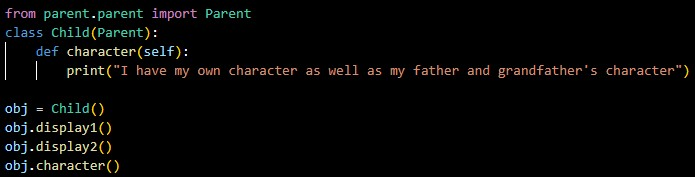 from parent.parent import Parent
class Child(Parent):
    def character(self):
        print("I have my own character as well as my father and grandfather's character")

obj = Child()
obj.display1()
obj.display2()
obj.character()